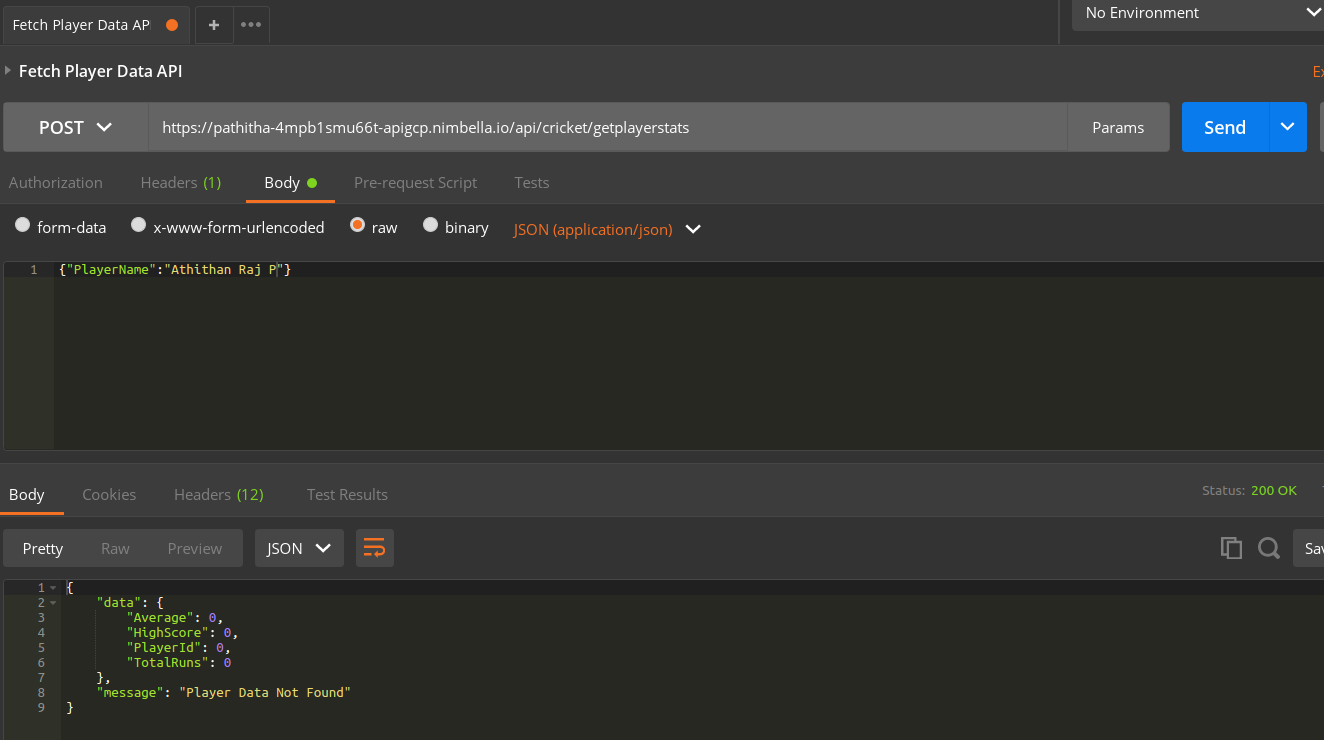 Fetch Player Data AP
No Environment
Fetch Player Data API
POST https://pathitha-4mpb1smu66t-apigcp.nimbella.io/api/cricket/getplayerstats Params Send
Authorization Headers (1) Body Pre-request Script Tests
form-data x-www-form-urlencoded raw binary JSON (application/json)
1 {"PlayerName":"Athithan Raj P"}
Body Cookies Headers (12) Test Results Status: 200 OK
Pretty Raw Preview JSON
1 {
2 "data": {
3 "Average": 0,
4 "HighScore": 0,
5 "PlayerId": 0,
6 "TotalRuns": 0
7 },
8 "message": "Player Data Not Found"
9 }